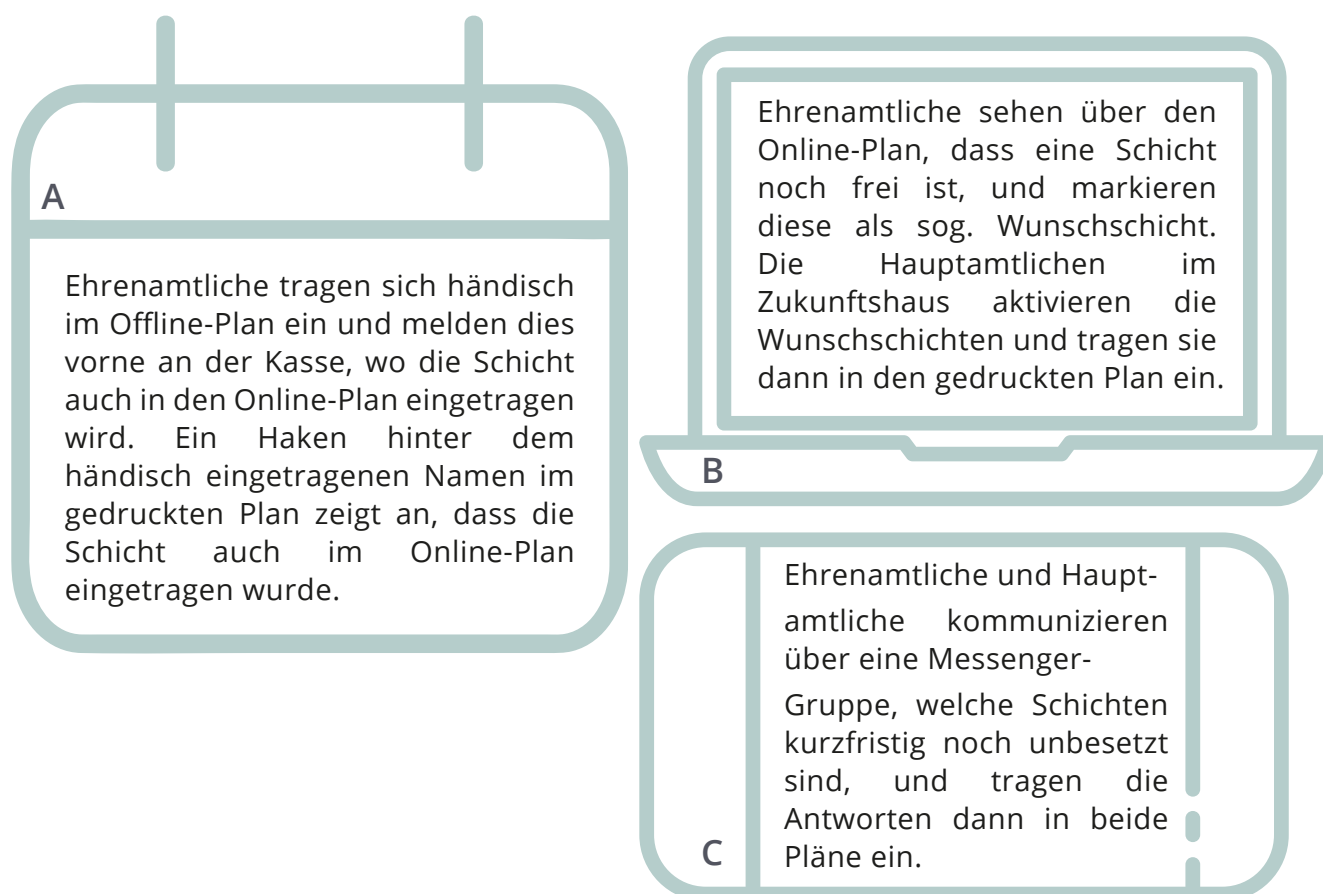 A
Ehrenamtliche tragen sich händisch
im Offline-Plan ein und melden dies
vorne an der Kasse, wo die Schicht
auch in den Online-Plan eingetragen
wird. Ein Haken hinter dem
händisch eingetragenen Namen im
gedruckten Plan zeigt an, dass die
Schicht auch im Online-Plan
eingetragen wurde.
Ehrenamtliche sehen über den
Online-Plan, dass eine Schicht
noch frei ist, und markieren
diese als sog. Wunschschicht.
Die Hauptamtlichen im
Zukunftshaus aktivieren die
Wunschschichten und tragen sie
dann in den gedruckten Plan ein.
B
Ehrenamtliche und Haupt-
amtliche kommunizieren
über eine Messenger-
Gruppe, welche Schichten
kurzfristig noch unbesetzt
sind, und tragen die
Antworten dann in beide
Pläne ein.
C